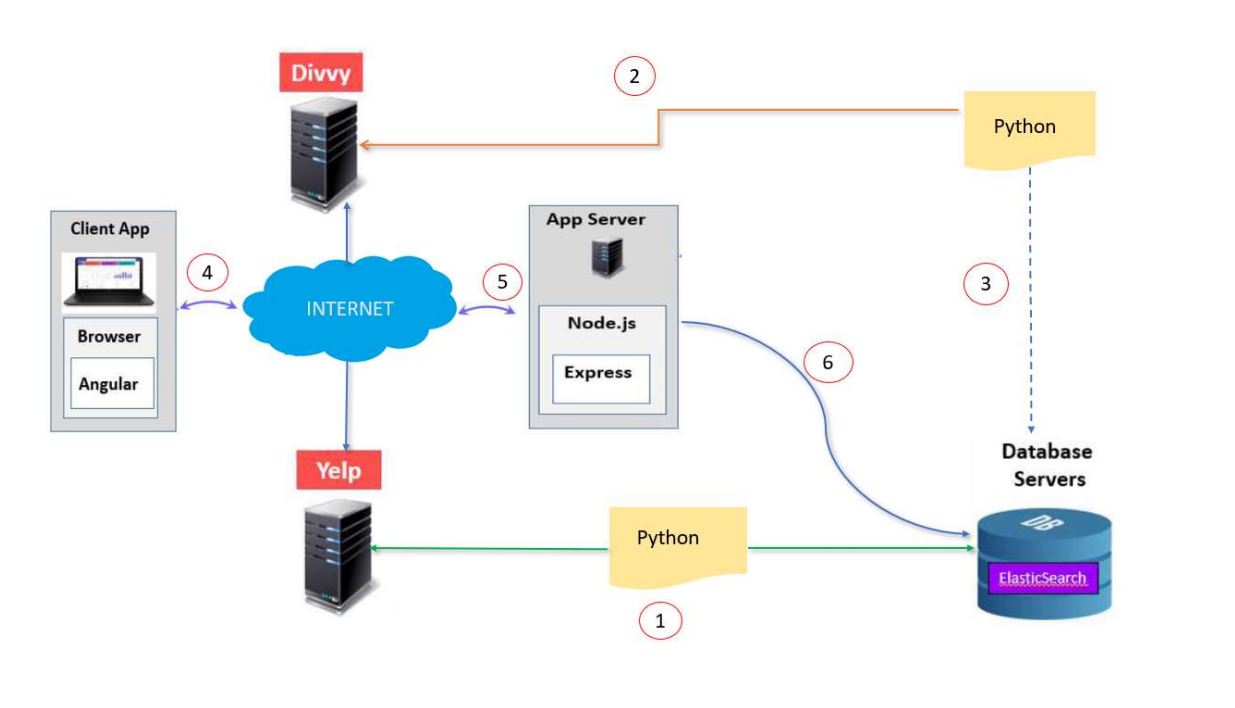 Divvy
2
Python
Client App
App Server
4
INTERNET
5
3
Browser
Node.js
Angular
Express
6
Yelp
Database
Servers
DB
Python
ElasticSearch
1